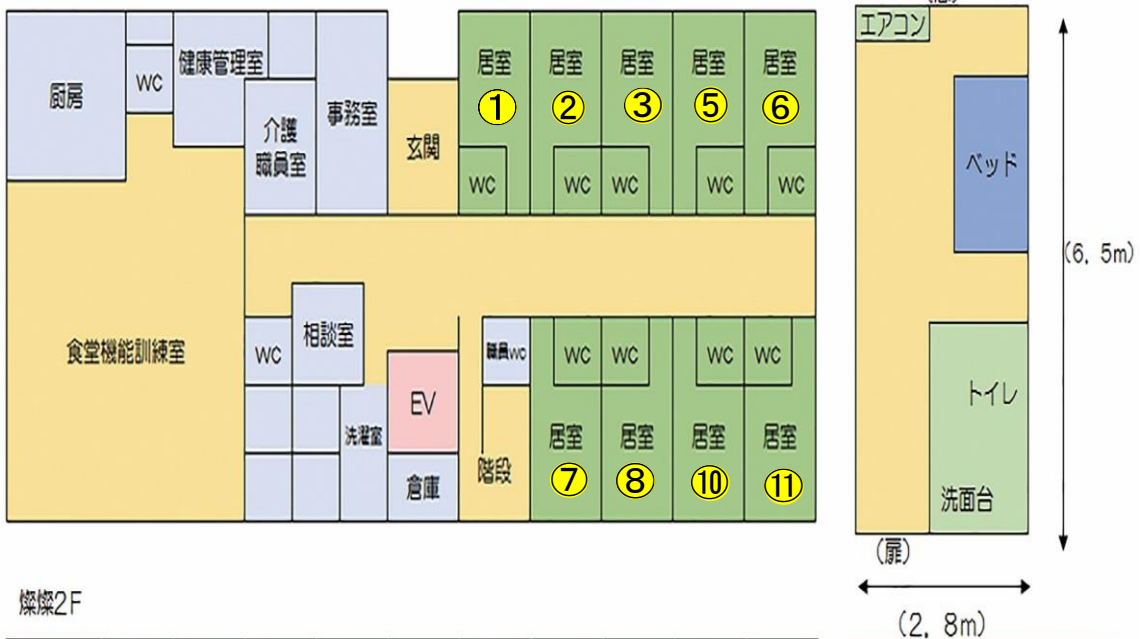 厨房
WC
健康管理室
介護
職員室
事務室
玄関
居室
①
居室
②
居室
③
居室
⑤
居室
⑥
WC
WC
WC
WC
WC
食堂機能訓練室
WC
相談室
EV
洗濯室
倉庫
職員WC
階段
WC
WC
WC
WC
居室
⑦
居室
⑧
居室
⑩
居室
⑪
燦燦2F
エアコン
ベッド
トイレ
洗面台
(扉)
(6, 5m)
(2, 8m)